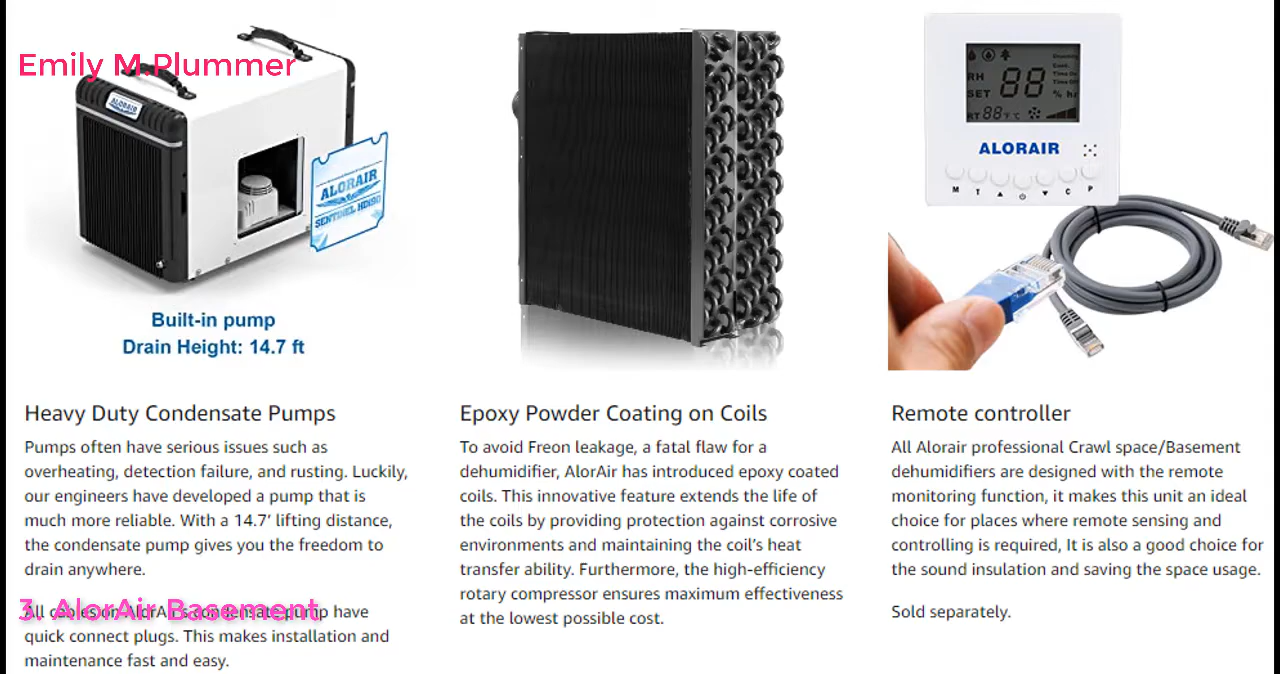 Emily M.Plummer
ALORAIR
ALORAIR
SENTINEL HDi90
Built-in pump
Drain Height: 14.7 ft
RH
88
SET
% hr
RT 88 °F °C
ALORAIR
M T C P
Heavy Duty Condensate Pumps
Pumps often have serious issues such as
overheating, detection failure, and rusting. Luckily,
our engineers have developed a pump that is
much more reliable. With a 14.7’ lifting distance,
the condensate pump gives you the freedom to
drain anywhere.
All cables on AlorAir's condensate pump have
quick connect plugs. This makes installation and
maintenance fast and easy.
3. AlorAir Basement
Epoxy Powder Coating on Coils
To avoid Freon leakage, a fatal flaw for a
dehumidifier, AlorAir has introduced epoxy coated
coils. This innovative feature extends the life of
the coils by providing protection against corrosive
environments and maintaining the coil’s heat
transfer ability. Furthermore, the high-efficiency
rotary compressor ensures maximum effectiveness
at the lowest possible cost.
Remote controller
All Alorair professional Crawl space/Basement
dehumidifiers are designed with the remote
monitoring function, it makes this unit an ideal
choice for places where remote sensing and
controlling is required, It is also a good choice for
the sound insulation and saving the space usage.
Sold separately.